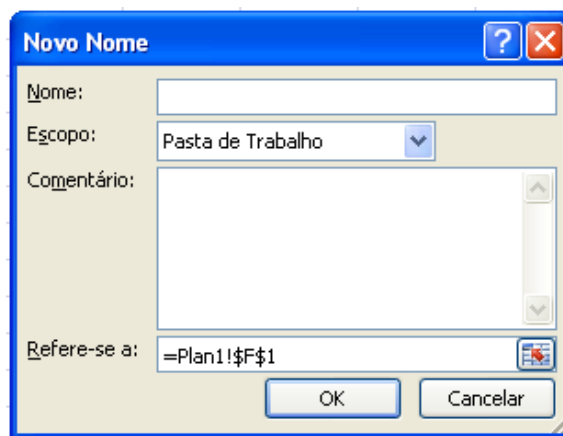 Novo Nome
Nome:
Escopo: Pasta de Trabalho
Comentário:
Refere-se a: =Plan1!$F$1
OK Cancelar